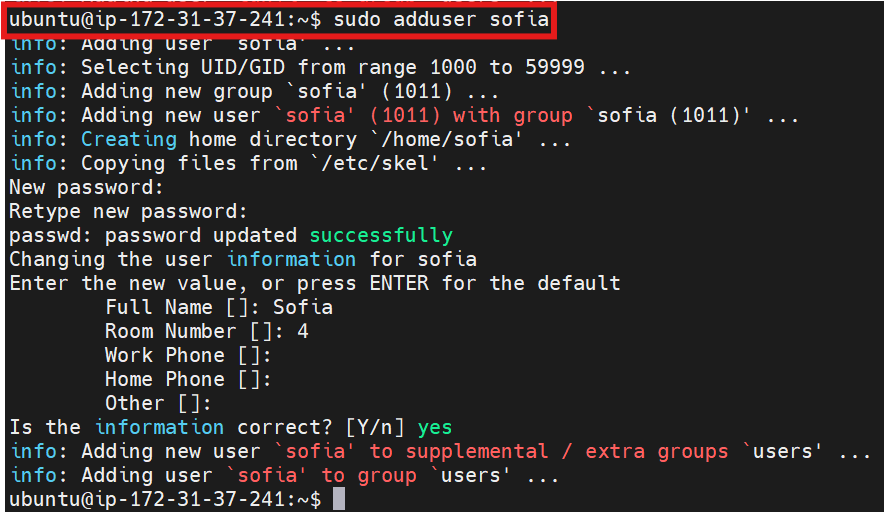 ubuntu@ip-172-31-37-241:~$ sudo adduser sofia
info: Adding user `sofia' ...
info: Selecting UID/GID from range 1000 to 59999 ...
info: Adding new group `sofia' (1011) ...
info: Adding new user `sofia' (1011) with group `sofia (1011)' ...
info: Creating home directory `/home/sofia' ...
info: Copying files from `/etc/skel' ...
New password:
Retype new password:
passwd: password updated successfully
Changing the user information for sofia
Enter the new value, or press ENTER for the default
        Full Name []: Sofia
        Room Number []: 4
        Work Phone []:
        Home Phone []:
        Other []:
Is the information correct? [Y/n] yes
info: Adding new user `sofia' to supplemental / extra groups `users' ...
info: Adding user `sofia' to group `users' ...
ubuntu@ip-172-31-37-241:~$